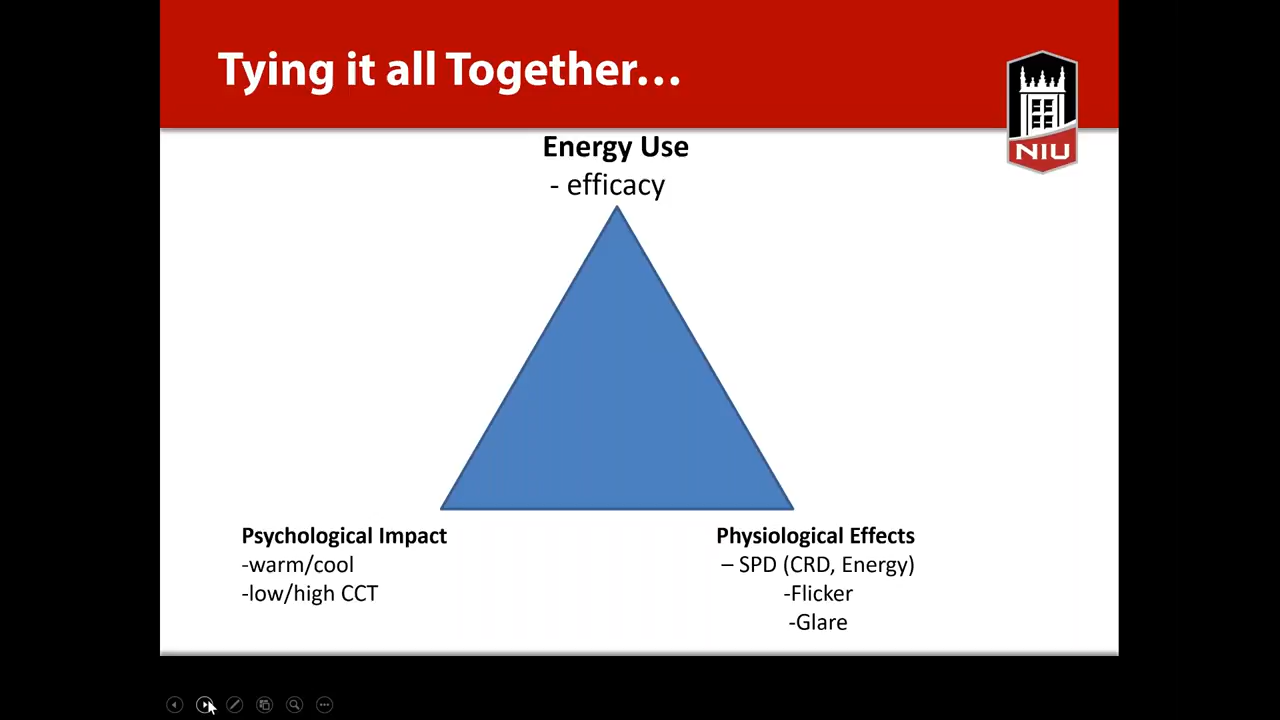 Tying it all Together...
NIU
Energy Use
- efficacy
Psychological Impact
-warm/cool
-low/high CCT
Physiological Effects
– SPD (CRD, Energy)
-Flicker
-Glare